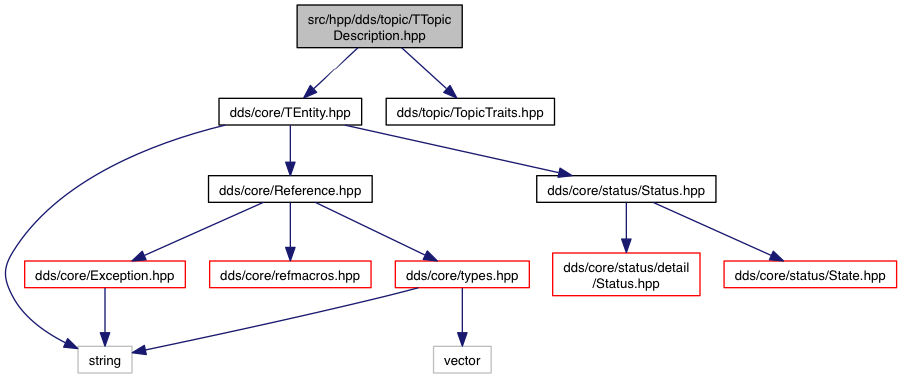 src/hpp/dds/topic/TTopic
Description.hpp
dds/core/TEntity.hpp
dds/topic/TopicTraits.hpp
dds/core/Reference.hpp
dds/core/status/Status.hpp
dds/core/Exception.hpp
dds/core/refmacros.hpp
dds/core/types.hpp
dds/core/status/detail
/Status.hpp
dds/core/status/State.hpp
string
vector